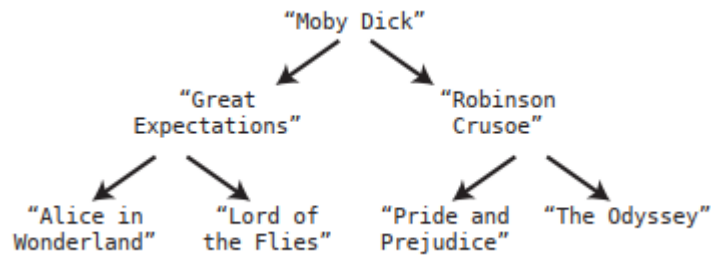 “Moby Dick”
“Great
Expectations”
“Robinson
Crusoe”
“Alice in
Wonderland”
“Lord of
the Flies”
“Pride and
Prejudice”
“The Odyssey”